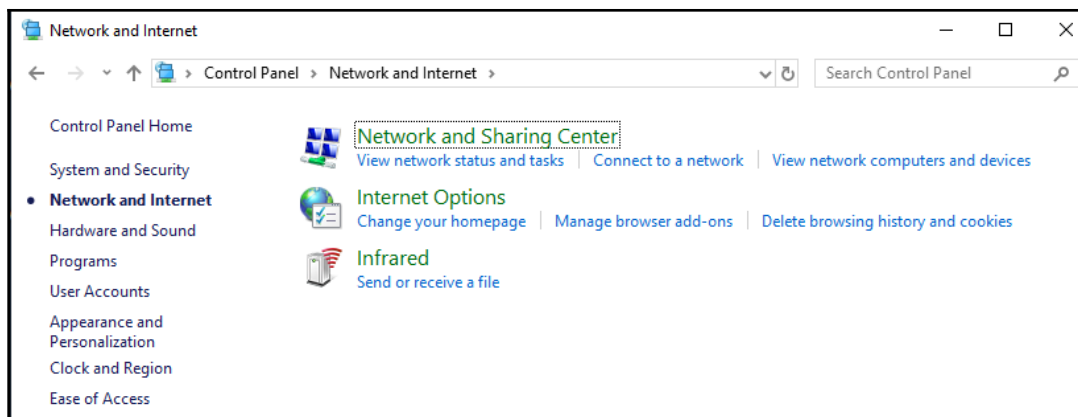 Network and Internet
Control Panel > Network and Internet >
Search Control Panel
Control Panel Home
System and Security
Network and Internet
Hardware and Sound
Programs
User Accounts
Appearance and
Personalization
Clock and Region
Ease of Access
Network and Sharing Center
View network status and tasks | Connect to a network | View network computers and devices
Internet Options
Change your homepage | Manage browser add-ons | Delete browsing history and cookies
Infrared
Send or receive a file